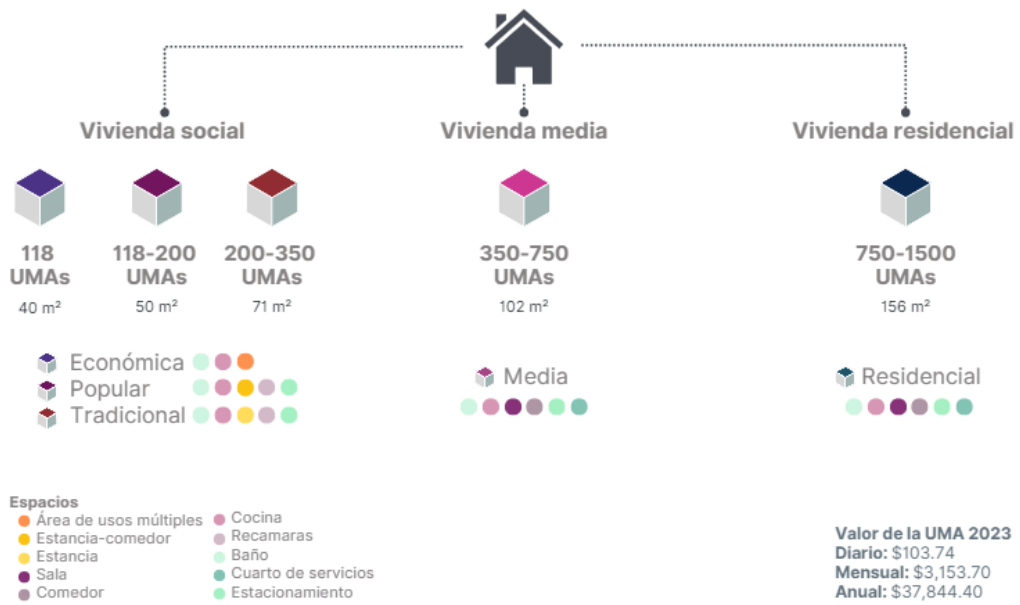 Vivienda social
Vivienda media
Vivienda residencial
118
UMAs
40 m²
118-200
UMAs
50 m²
200-350
UMAs
71 m²
350-750
UMAs
102 m²
750-1500
UMAs
156 m²
Económica
Popular
Tradicional
Media
Residencial
Espacios
Área de usos múltiples
Estancia-comedor
Estancia
Sala
Comedor
Cocina
Recamaras
Baño
Cuarto de servicios
Estacionamiento
Valor de la UMA 2023
Diario: $103.74
Mensual: $3,153.70
Anual: $37,844.40